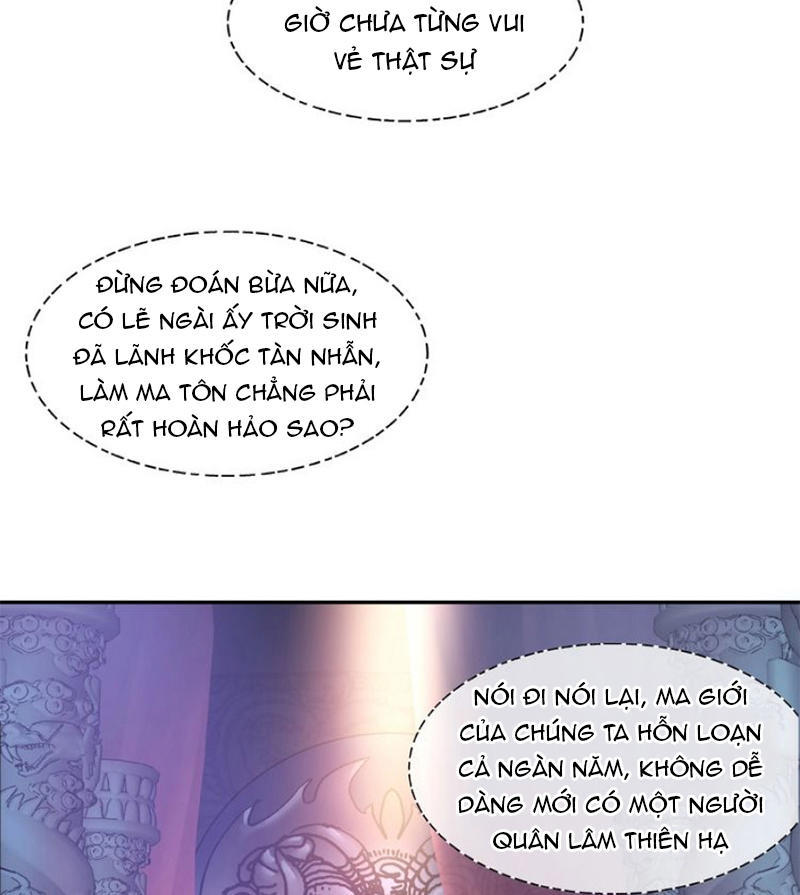 GIỜ CHƯA TỪNG VUI
VẺ THẬT SỰ
ĐỪNG ĐOÁN BỪA NỮA,
CÓ LẼ NGÀI ẤY TRỜI SINH
ĐÃ LÃNH KHỐC TÀN NHẪN,
LÀM MA TÔN CHẲNG PHẢI
RẤT HOÀN HẢO SAO?
NÓI ĐI NÓI LẠI, MA GIỚI
CỦA CHÚNG TA HỖN LOẠN
CẢ NGÀN NĂM, KHÔNG DỄ
DÀNG MỚI CÓ MỘT NGƯỜI
QUÂN LÂM THIÊN HẠ